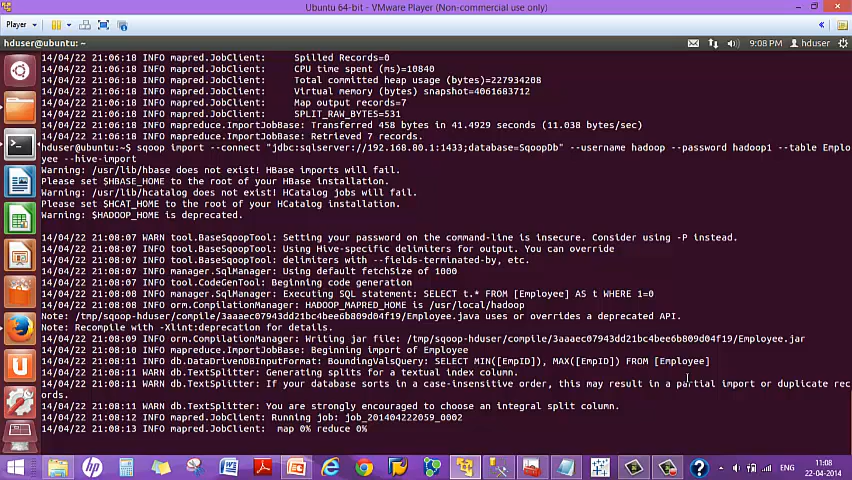 Ubuntu 64-bit - VMware Player (Non-commercial use only)
Player
hduser@ubuntu: ~
9:08 PM
hduser
14/04/22 21:06:18 INFO mapred.JobClient:     Spilled Records=0
14/04/22 21:06:18 INFO mapred.JobClient:     CPU time spent (ms)=10840
14/04/22 21:06:18 INFO mapred.JobClient:     Total committed heap usage (bytes)=227934208
14/04/22 21:06:18 INFO mapred.JobClient:     Virtual memory (bytes) snapshot=4061683712
14/04/22 21:06:18 INFO mapred.JobClient:     Map output records=7
14/04/22 21:06:18 INFO mapred.JobClient:     SPLIT_RAW_BYTES=531
14/04/22 21:06:18 INFO mapreduce.ImportJobBase: Transferred 458 bytes in 41.4929 seconds (11.038 bytes/sec)
14/04/22 21:06:18 INFO mapreduce.ImportJobBase: Retrieved 7 records.
hduser@ubuntu:~$ sqoop import --connect "jdbc:sqlserver://192.168.80.1:1433;database=SqoopDb" --username hadoop --password hadoop1 --table Emplo
yee --hive-import
Warning: /usr/lib/hbase does not exist! HBase imports will fail.
Please set $HBASE_HOME to the root of your HBase installation.
Warning: /usr/lib/hcatalog does not exist! HCatalog jobs will fail.
Please set $HCAT_HOME to the root of your HCatalog installation.
Warning: $HADOOP_HOME is deprecated.
14/04/22 21:08:07 WARN tool.BaseSqoopTool: Setting your password on the command-line is insecure. Consider using -P instead.
14/04/22 21:08:07 INFO tool.BaseSqoopTool: Using Hive-specific delimiters for output. You can override
14/04/22 21:08:07 INFO tool.BaseSqoopTool: delimiters with --fields-terminated-by, etc.
14/04/22 21:08:07 INFO manager.SqlManager: Using default fetchSize of 1000
14/04/22 21:08:07 INFO tool.CodeGenTool: Beginning code generation
14/04/22 21:08:08 INFO manager.SqlManager: Executing SQL statement: SELECT t.* FROM [Employee] AS t WHERE 1=0
14/04/22 21:08:08 INFO orm.CompilationManager: HADOOP_MAPRED_HOME is /usr/local/hadoop
Note: /tmp/sqoop-hduser/compile/3aaaec07943dd21bc4bee6b809d04f19/Employee.java uses or overrides a deprecated API.
Note: Recompile with -Xlint:deprecation for details.
14/04/22 21:08:09 INFO orm.CompilationManager: Writing jar file: /tmp/sqoop-hduser/compile/3aaaec07943dd21bc4bee6b809d04f19/Employee.jar
14/04/22 21:08:10 INFO mapreduce.ImportJobBase: Beginning import of Employee
14/04/22 21:08:11 INFO db.DataDrivenDBInputFormat: BoundingValsQuery: SELECT MIN([EmpID]), MAX([EmpID]) FROM [Employee]
14/04/22 21:08:11 WARN db.TextSplitter: Generating splits for a textual index column.
14/04/22 21:08:11 WARN db.TextSplitter: If your database sorts in a case-insensitive order, this may result in a partial import or duplicate rec
ords.
14/04/22 21:08:11 WARN db.TextSplitter: You are strongly encouraged to choose an integral split column.
14/04/22 21:08:12 INFO mapred.JobClient: Running job: job_201404222059_0002
14/04/22 21:08:13 INFO mapred.JobClient:  map 0% reduce 0%
ENG
11:08
22-04-2014